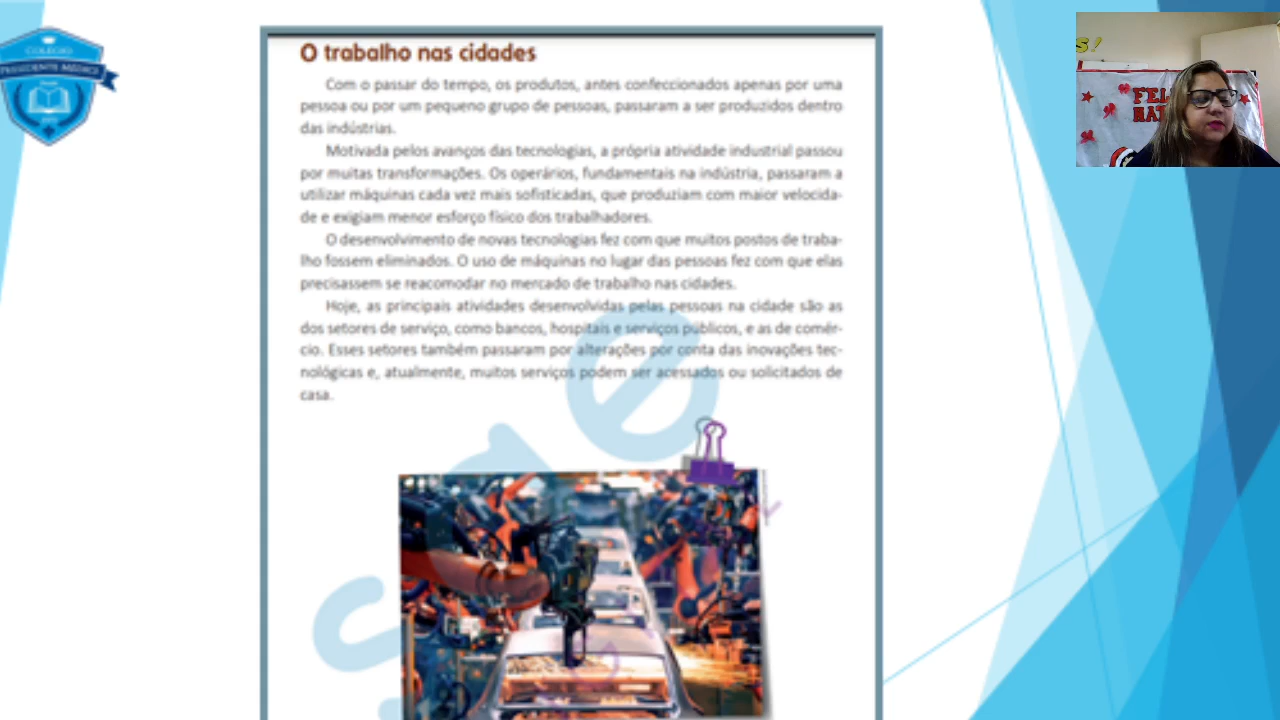 O trabalho nas cidades
Com o passar do tempo, os produtos, antes confeccionados apenas por uma
pessoa ou por um pequeno grupo de pessoas, passaram a ser produzidos dentro
das indústrias.
Motivada pelos avanços das tecnologias, a própria atividade industrial passou
por muitas transformações. Os operários, fundamentais na indústria, passaram a
utilizar máquinas cada vez mais sofisticadas, que produziam com maior velocida-
de e exigiam menor esforço físico dos trabalhadores.
O desenvolvimento de novas tecnologias fez com que muitos postos de traba-
lho fossem eliminados. O uso de máquinas no lugar das pessoas fez com que elas
precisassem se reacomodar no mercado de trabalho nas cidades.
Hoje, as principais atividades desenvolvidas pelas pessoas na cidade são as
dos setores de serviço, como bancos, hospitais e serviços públicos, e as de comér-
cio. Esses setores também passaram por alterações por conta das inovações tec-
nológicas e, atualmente, muitos serviços podem ser acessados ou solicitados de
casa.
COLÉGIO
PRESIDENTE MÉDICI
S!